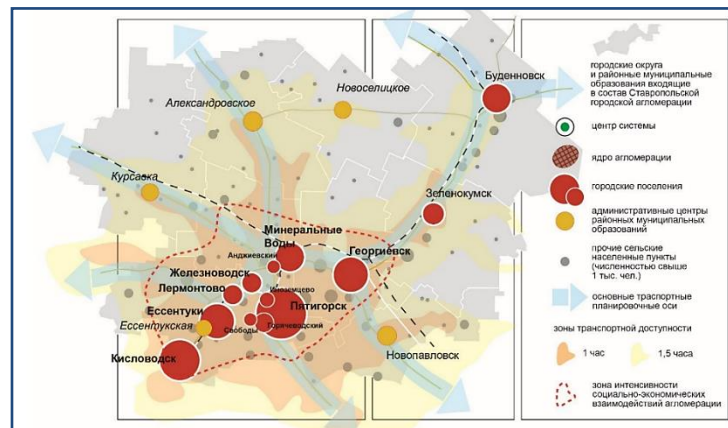 Новоселицкое
Александровское
Буденновск
Курсавка
Зеленокумск
Минеральные
Воды
Анджиевский
Георгиевск
Железноводск
Лермонтово
Иноземцево
Пятигорск
Ессентуки
Ессентукская
Свободы
Горячеводский
Кисловодск
Новопавловск
городские округа
и районные муниципальные
образования входящие
в состав Ставропольской
городской агломерации
центр системы
ядро агломерации
городские поселения
административные центры
районных муниципальных
образований
прочие сельские
населенные пункты
(численностью свыше
1 тыс. чел.)
основные траспортные
планировочные оси
зоны транспортной доступности
1 час
1,5 часа
зона интенсивности
социально-экономических
взаимодействий агломерации